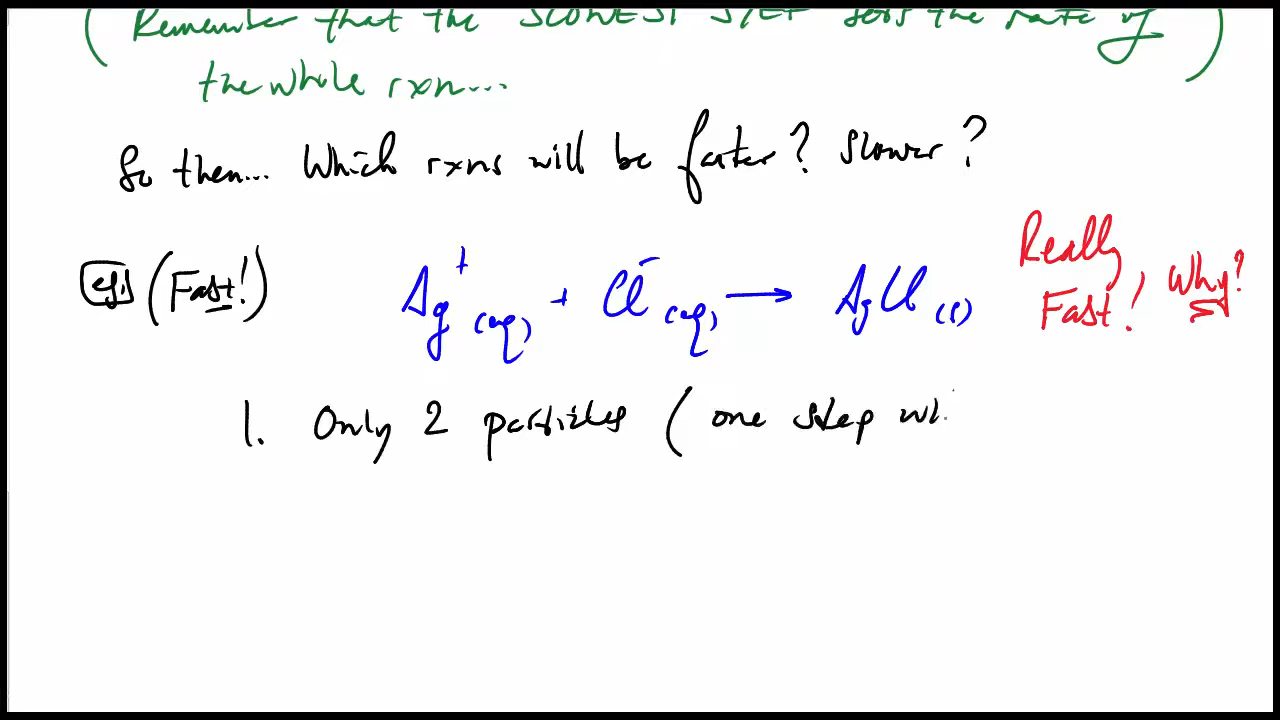 (Remember that the SLOWEST STEP sets the rate of
the whole rxn...)
So then... Which rxns will be faster? Slower?
eg1 (Fast!) Ag⁺(aq) + Cl⁻(aq) → AgCl(s) Really Fast! Why?
1. Only 2 particles (one step